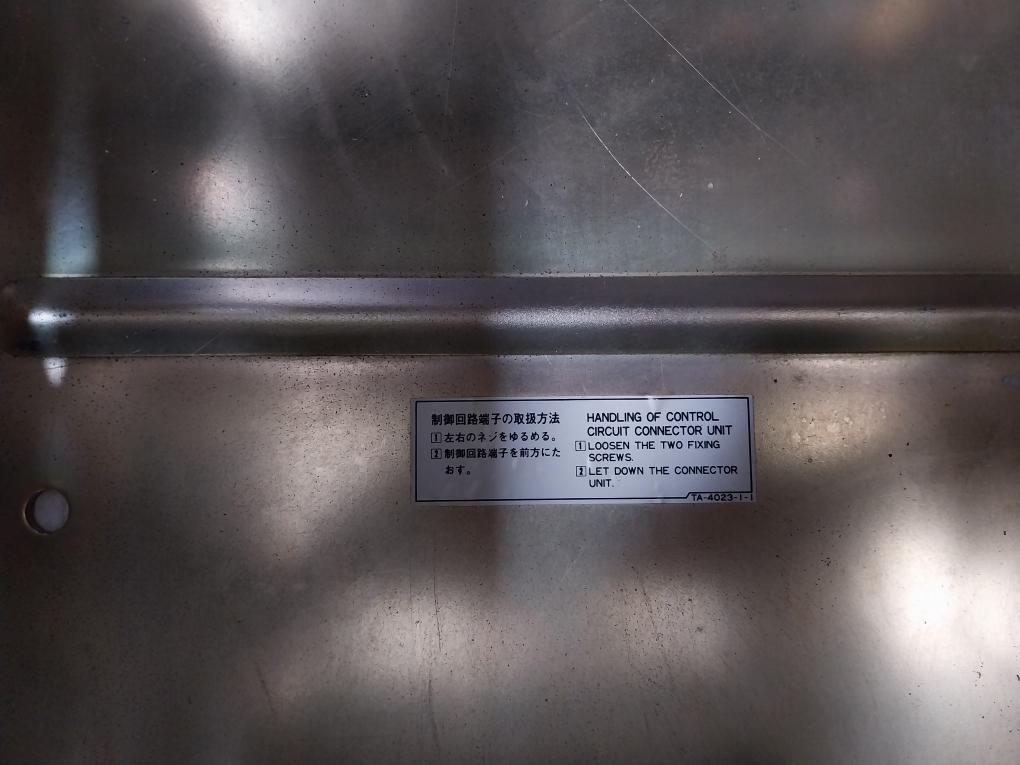 制御回路端子の取扱方法
1 左右のネジをゆるめる。
2 制御回路端子を前方にた
おす。
HANDLING OF CONTROL
CIRCUIT CONNECTOR UNIT
1 LOOSEN THE TWO FIXING
SCREWS.
2 LET DOWN THE CONNECTOR
UNIT.
TA-4023-1-1